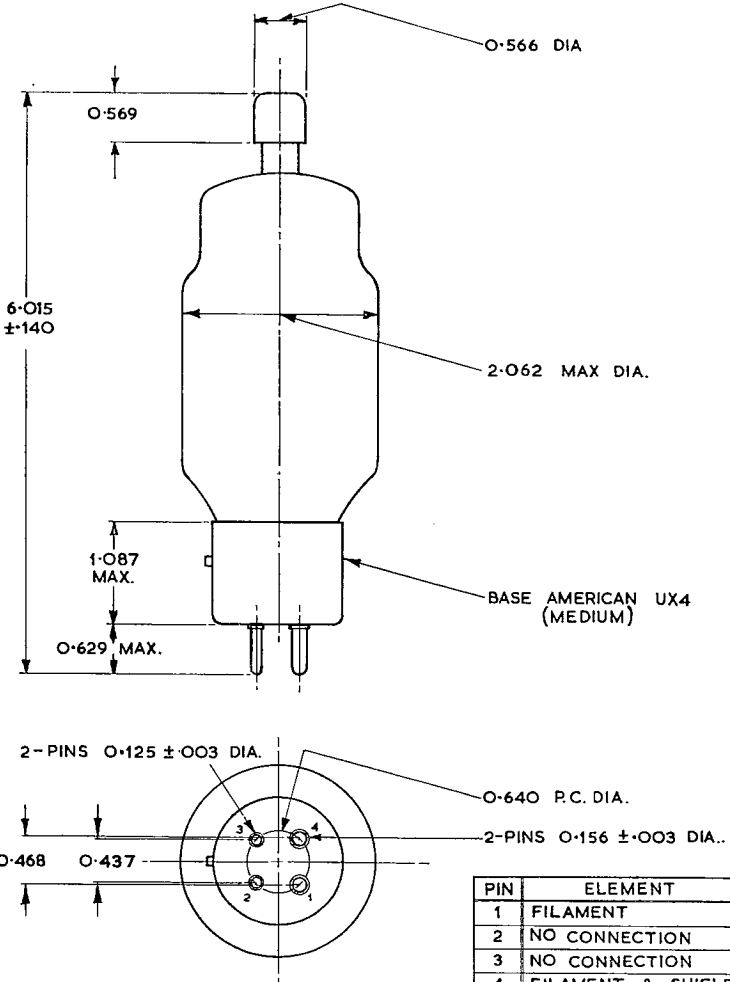 0·566 DIA
0·569
6·015
±·140
2·062 MAX DIA.
1·087
MAX.
BASE AMERICAN UX4
(MEDIUM)
0·629 MAX.
2-PINS 0·125 ±·003 DIA.
0·640 P.C. DIA.
2-PINS 0·156 ±·003 DIA..
3 4
0·468 0·437
2 1
PIN ELEMENT
1 FILAMENT
2 NO CONNECTION
3 NO CONNECTION
4 FILAMENT & SHIELD